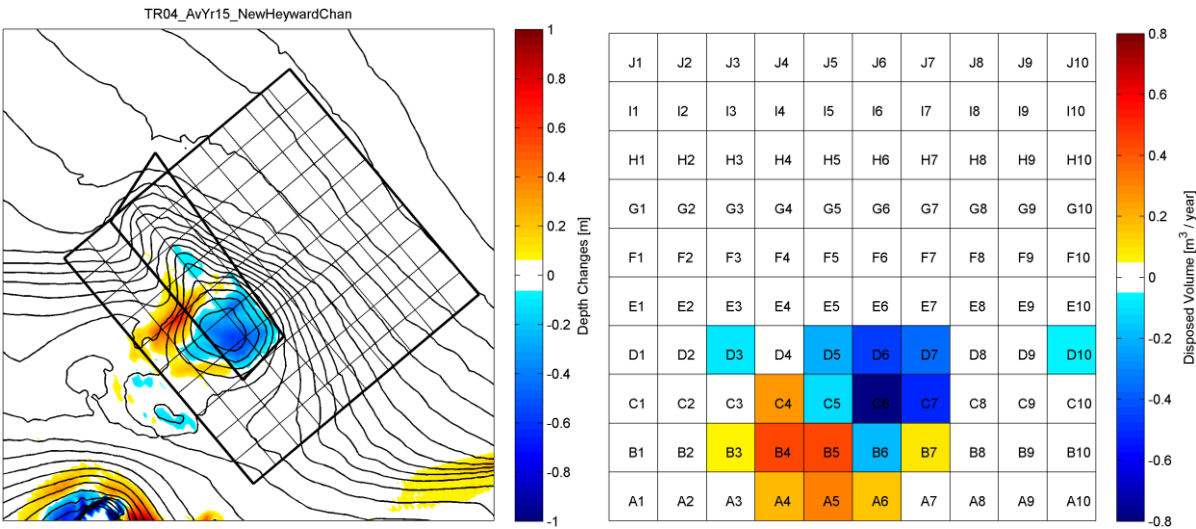 TR04_AvYr15_NewHeywardChan
1
0.8
0.6
0.4
0.2
0
-0.2
-0.4
-0.6
-0.8
-1
Depth Changes [m]
J1 J2 J3 J4 J5 J6 J7 J8 J9 J10
I1 I2 I3 I4 I5 I6 I7 I8 I9 I10
H1 H2 H3 H4 H5 H6 H7 H8 H9 H10
G1 G2 G3 G4 G5 G6 G7 G8 G9 G10
F1 F2 F3 F4 F5 F6 F7 F8 F9 F10
E1 E2 E3 E4 E5 E6 E7 E8 E9 E10
D1 D2 D3 D4 D5 D6 D7 D8 D9 D10
C1 C2 C3 C4 C5 C6 C7 C8 C9 C10
B1 B2 B3 B4 B5 B6 B7 B8 B9 B10
A1 A2 A3 A4 A5 A6 A7 A8 A9 A10
0.8
0.6
0.4
0.2
0
-0.2
-0.4
-0.6
-0.8
Disposed Volume [m³ / year]